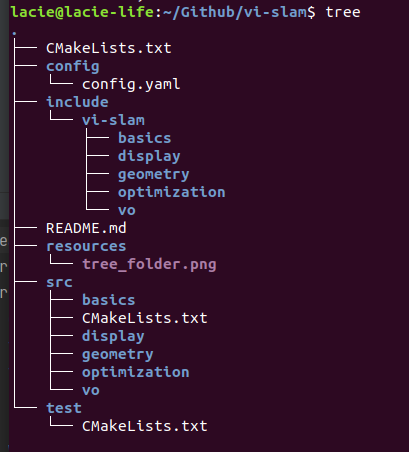 lacie@lacie-life:~/Github/vi-slam$ tree
.
├── CMakeLists.txt
├── config
│   └── config.yaml
├── include
│   └── vi-slam
│       ├── basics
│       ├── display
│       ├── geometry
│       ├── optimization
│       └── vo
├── README.md
├── resources
│   └── tree_folder.png
├── src
│   ├── basics
│   ├── CMakeLists.txt
│   ├── display
│   ├── geometry
│   ├── optimization
│   └── vo
└── test
    └── CMakeLists.txt